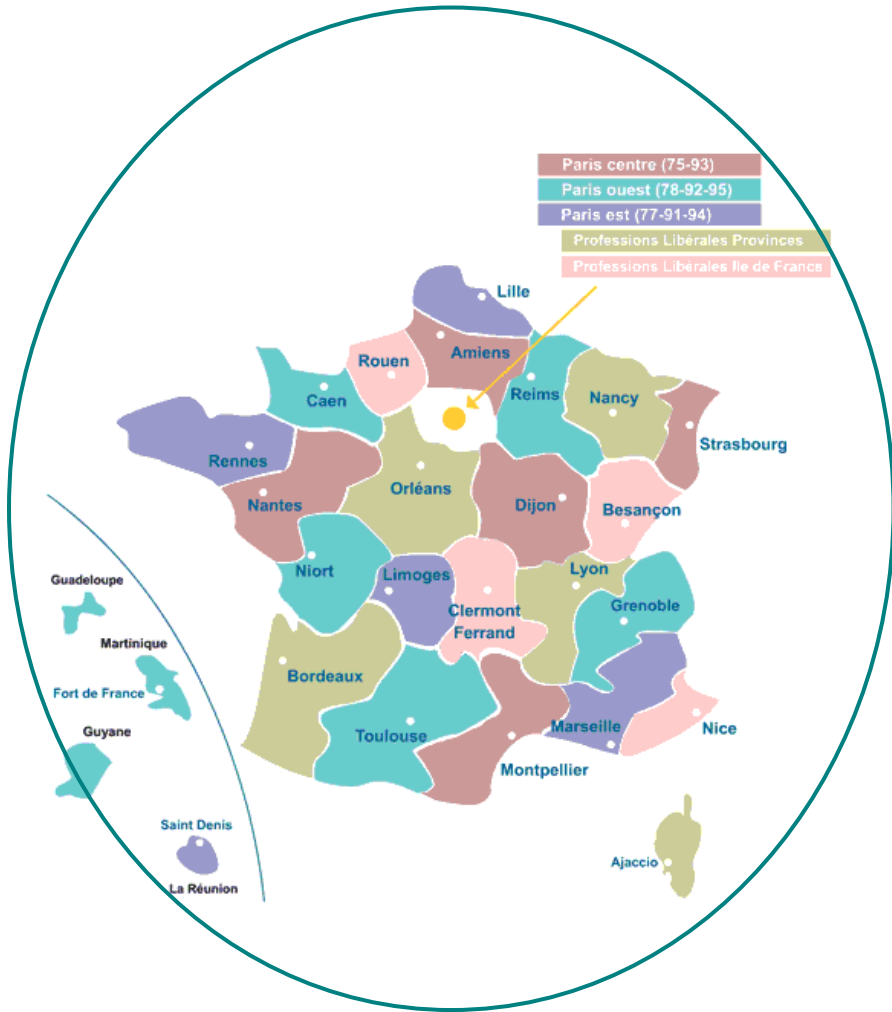 Paris centre (75-93)
Paris ouest (78-92-95)
Paris est (77-91-94)
Professions Libérales Provinces
Professions Libérales Ile de France
Lille
Amiens
Rouen
Caen
Reims
Nancy
Strasbourg
Rennes
Nantes
Orléans
Dijon
Besançon
Niort
Limoges
Clermont
Ferrand
Lyon
Grenoble
Bordeaux
Toulouse
Montpellier
Marseille
Nice
Ajaccio
Guadeloupe
Martinique
Fort de France
Guyane
Saint Denis
La Réunion